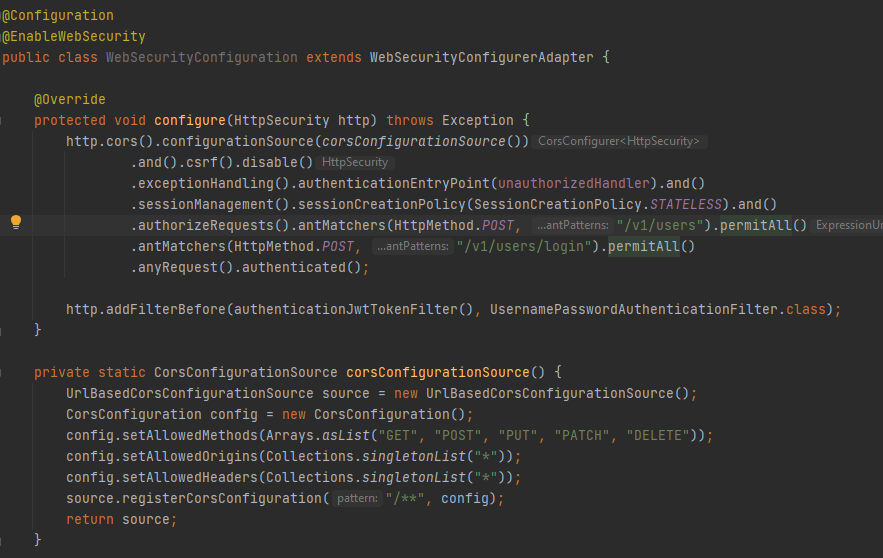 @Configuration
@EnableWebSecurity
public class WebSecurityConfiguration extends WebSecurityConfigurerAdapter {
@Override
protected void configure(HttpSecurity http) throws Exception {
http.cors().configurationSource(corsConfigurationSource()) CorsConfigurer<HttpSecurity>
.and().csrf().disable() HttpSecurity
.exceptionHandling().authenticationEntryPoint(unauthorizedHandler).and()
.sessionManagement().sessionCreationPolicy(SessionCreationPolicy.STATELESS).and()
.authorizeRequests().antMatchers(HttpMethod.POST, ...antPatterns: "/v1/users").permitAll() ExpressionUr
.antMatchers(HttpMethod.POST, ...antPatterns: "/v1/users/login").permitAll()
.anyRequest().authenticated();
http.addFilterBefore(authenticationJwtTokenFilter(), UsernamePasswordAuthenticationFilter.class);
}
private static CorsConfigurationSource corsConfigurationSource() {
UrlBasedCorsConfigurationSource source = new UrlBasedCorsConfigurationSource();
CorsConfiguration config = new CorsConfiguration();
config.setAllowedMethods(Arrays.asList("GET", "POST", "PUT", "PATCH", "DELETE"));
config.setAllowedOrigins(Collections.singletonList("*"));
config.setAllowedHeaders(Collections.singletonList("*"));
source.registerCorsConfiguration( pattern: "/**", config);
return source;
}